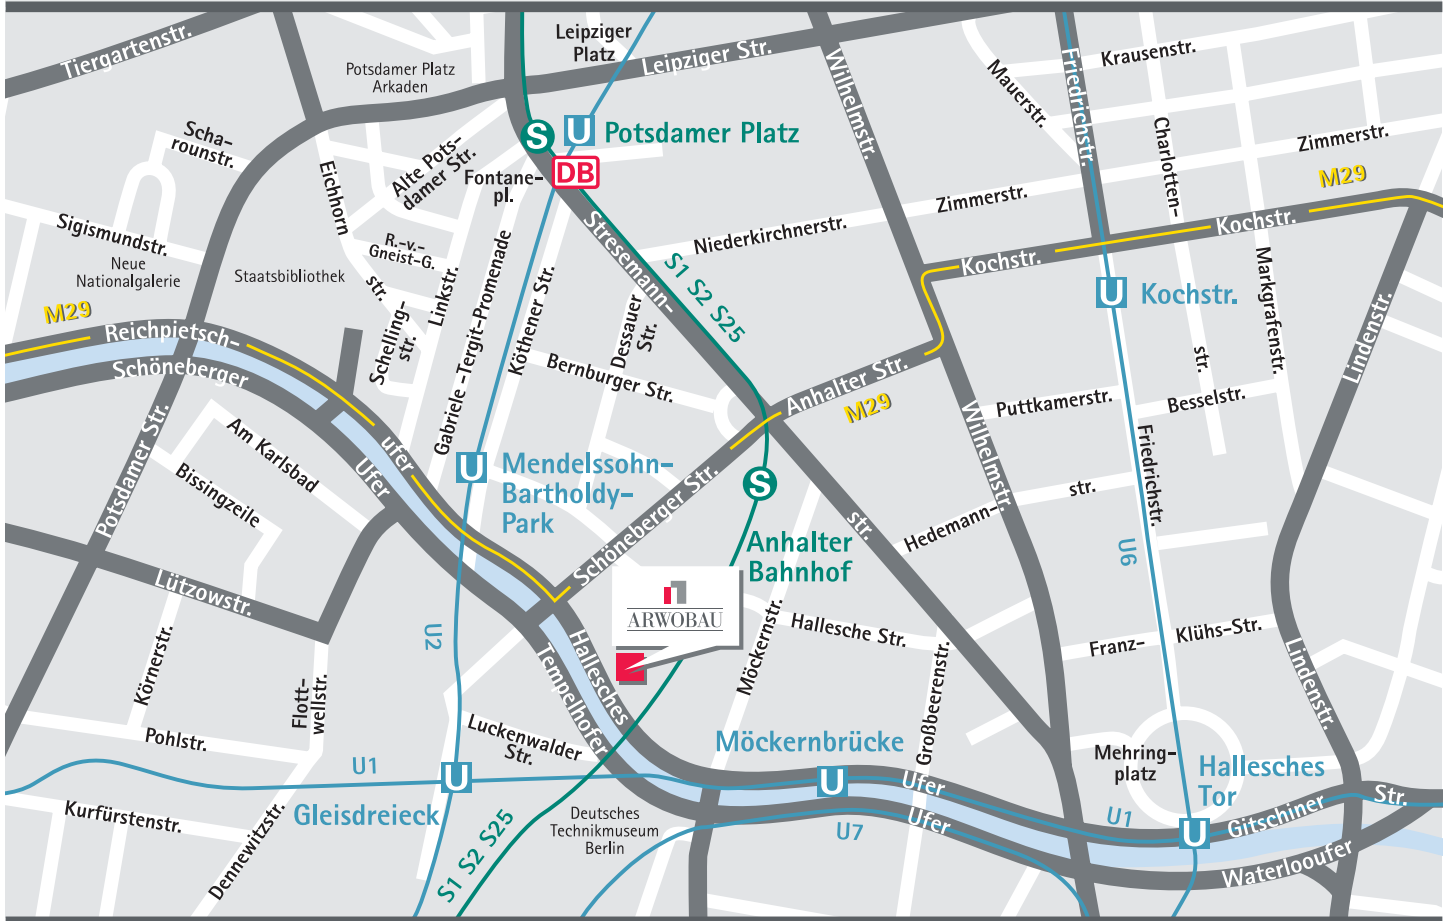 Tiergartenstr.
Potsdamer Platz
Arkaden
Leipziger
Platz
Leipziger Str.
Wilhelmstr.
Friedrichstr.
Krausenstr.
Mauerstr.
Charlotten-
Zimmerstr.
M29
Scha-
rounstr.
Eichhorn
Alte Pots-
damer Str.
Fontane-
pl.
S
U
Potsdamer Platz
DB
Sigismundstr.
Neue
Nationalgalerie
Staatsbibliothek
R.-v.-
Gneist-G.
str.
Schelling-
str.
Linkstr.
Gabriele -Tergit-Promenade
Köthener Str.
Dessauer
Str.
Stresemann-
S1 S2 S25
Niederkirchnerstr.
Zimmerstr.
Kochstr.
Kochstr.
U
Kochstr.
Markgrafenstr.
str.
Lindenstr.
M29
Reichpietsch-
Schöneberger
Bernburger Str.
Anhalter Str.
M29
Puttkamerstr.
Besselstr.
Wilhelmstr.
Friedrichstr.
Potsdamer Str.
Am Karlsbad
Bissingzeile
ufer
Ufer
U
Mendelssohn-
Bartholdy-
Park
Schöneberger Str.
S
Anhalter
Bahnhof
str.
Hedemann-
str.
U6
Lützowstr.
U2
ARWOBAU
Hallesches
Tempelhofer
Möckernstr.
Hallesche Str.
Großbeerenstr.
Franz-
Klühs-Str.
Lindenstr.
Körnerstr.
Flott-
wellstr.
Pohlstr.
Luckenwalder
Str.
U1
U
Gleisdreieck
Möckernbrücke
U
Ufer
Ufer
U7
Mehring-
platz
Hallesches
Tor
U1
U
Gitschiner
Str.
Waterlooufer
Kurfürstenstr.
Dennewitzstr.
S1 S2 S25
Deutsches
Technikmuseum
Berlin